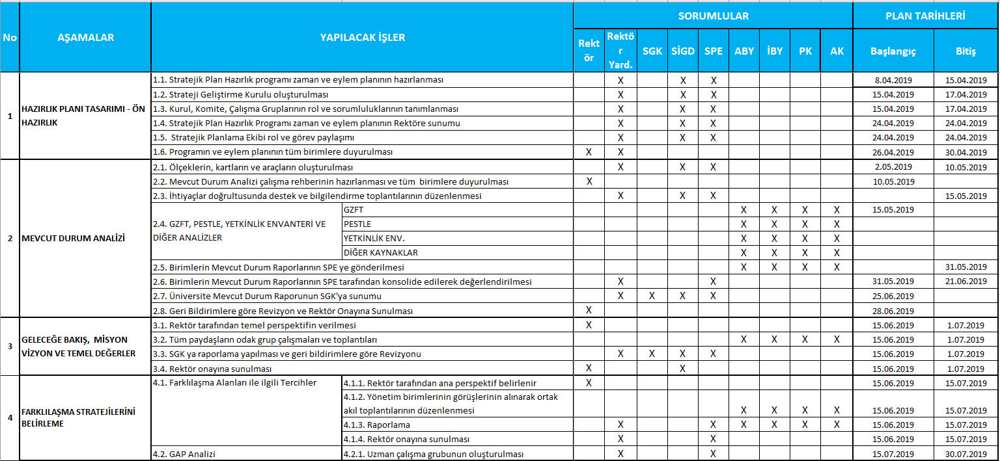 No AŞAMALAR YAPILACAK İŞLER SORUMLULAR PLAN TARİHLERİ
Rektör Rektör Yard. SGK SİGD SPE ABY İBY PK AK Başlangıç Bitiş
1 HAZIRLIK PLANI TASARIMI - ÖN HAZIRLIK
1.1. Stratejik Plan Hazırlık programı zaman ve eylem planının hazırlanması X X X 8.04.2019 15.04.2019
1.2. Strateji Geliştirme Kurulu oluşturulması X X X 15.04.2019 17.04.2019
1.3. Kurul, Komite, Çalışma Gruplarının rol ve sorumluluklarının tanımlanması X X X 15.04.2019 17.04.2019
1.4. Stratejik Plan Hazırlık Programı zaman ve eylem planının Rektöre sunumu X X X 24.04.2019 24.04.2019
1.5. Stratejik Planlama Ekibi rol ve görev paylaşımı X X X 24.04.2019 24.04.2019
1.6. Programın ve eylem planının tüm birimlere duyurulması X X 26.04.2019 30.04.2019
2 MEVCUT DURUM ANALİZİ
2.1. Ölçeklerin, kartların ve araçların oluşturulması X X X 2.05.2019 10.05.2019
2.2. Mevcut Durum Analizi çalışma rehberinin hazırlanması ve tüm birimlere duyurulması X 10.05.2019
2.3. İhtiyaçlar doğrultusunda destek ve bilgilendirme toplantılarının düzenlenmesi X X X 15.05.2019
2.4. GZFT, PESTLE, YETKİNLİK ENVANTERİ VE
DİĞER ANALİZLER
GZFT X X X X 15.05.2019
PESTLE X X X X
YETKİNLİK ENV. X X X X
DİĞER KAYNAKLAR X X X X
2.5. Birimlerin Mevcut Durum Raporlarının SPE ye gönderilmesi X X X X 31.05.2019
2.6. Birimlerin Mevcut Durum Raporlarının SPE tarafından konsolide edilerek değerlendirilmesi X X 31.05.2019 21.06.2019
2.7. Üniversite Mevcut Durum Raporunun SGK'ya sunumu X X X X 25.06.2019
2.8. Geri Bildirimlere göre Revizyon ve Rektör Onayına Sunulması X 28.06.2019
3 GELECEĞE BAKIŞ, MİSYON
VİZYON VE TEMEL DEĞERLER
3.1. Rektör tarafından temel perspektifin verilmesi X 15.06.2019 1.07.2019
3.2. Tüm paydaşların odak grup çalışmaları ve toplantıları X X X X 15.06.2019 1.07.2019
3.3. SGK ya raporlama yapılması ve geri bildirimlere göre Revizyonu X X X X 15.06.2019 1.07.2019
3.4. Rektör onayına sunulması X X 15.06.2019 1.07.2019
4 FARKLILAŞMA STRATEJİLERİNİ
BELİRLEME
4.1. Farklılaşma Alanları ile ilgili Tercihler 4.1.1. Rektör tarafından ana perspektif belirlenir X 15.06.2019 15.07.2019
4.1.2. Yönetim birimlerinin görüşlerinin alınarak ortak
akıl toplantılarının düzenlenmesi X X X X 15.06.2019 15.07.2019
4.1.3. Raporlama X X X X X X 15.06.2019 15.07.2019
4.1.4. Rektör onayına sunulması X X 15.06.2019 15.07.2019
4.2. GAP Analizi 4.2.1. Uzman çalışma grubunun oluşturulması X X 15.07.2019 30.07.2019